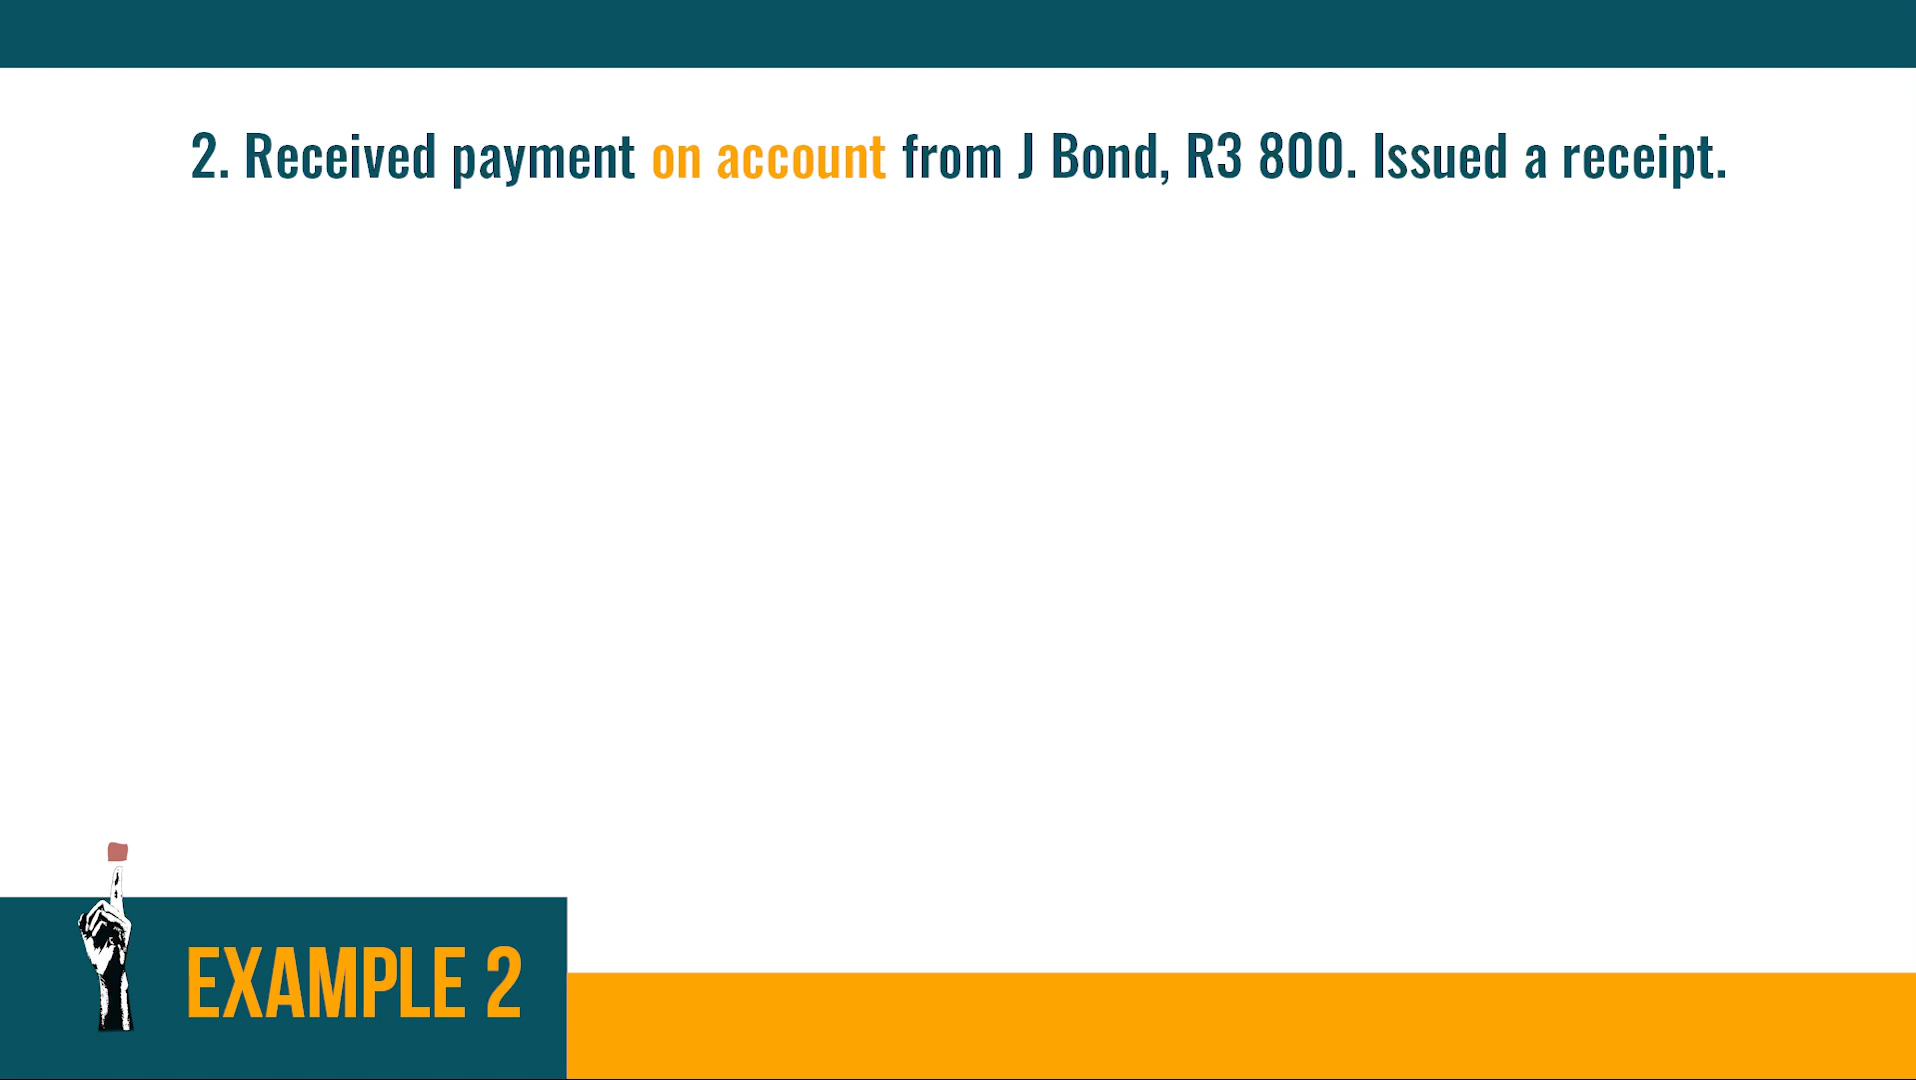 2. Received payment on account from J Bond, R3 800. Issued a receipt.
EXAMPLE 2